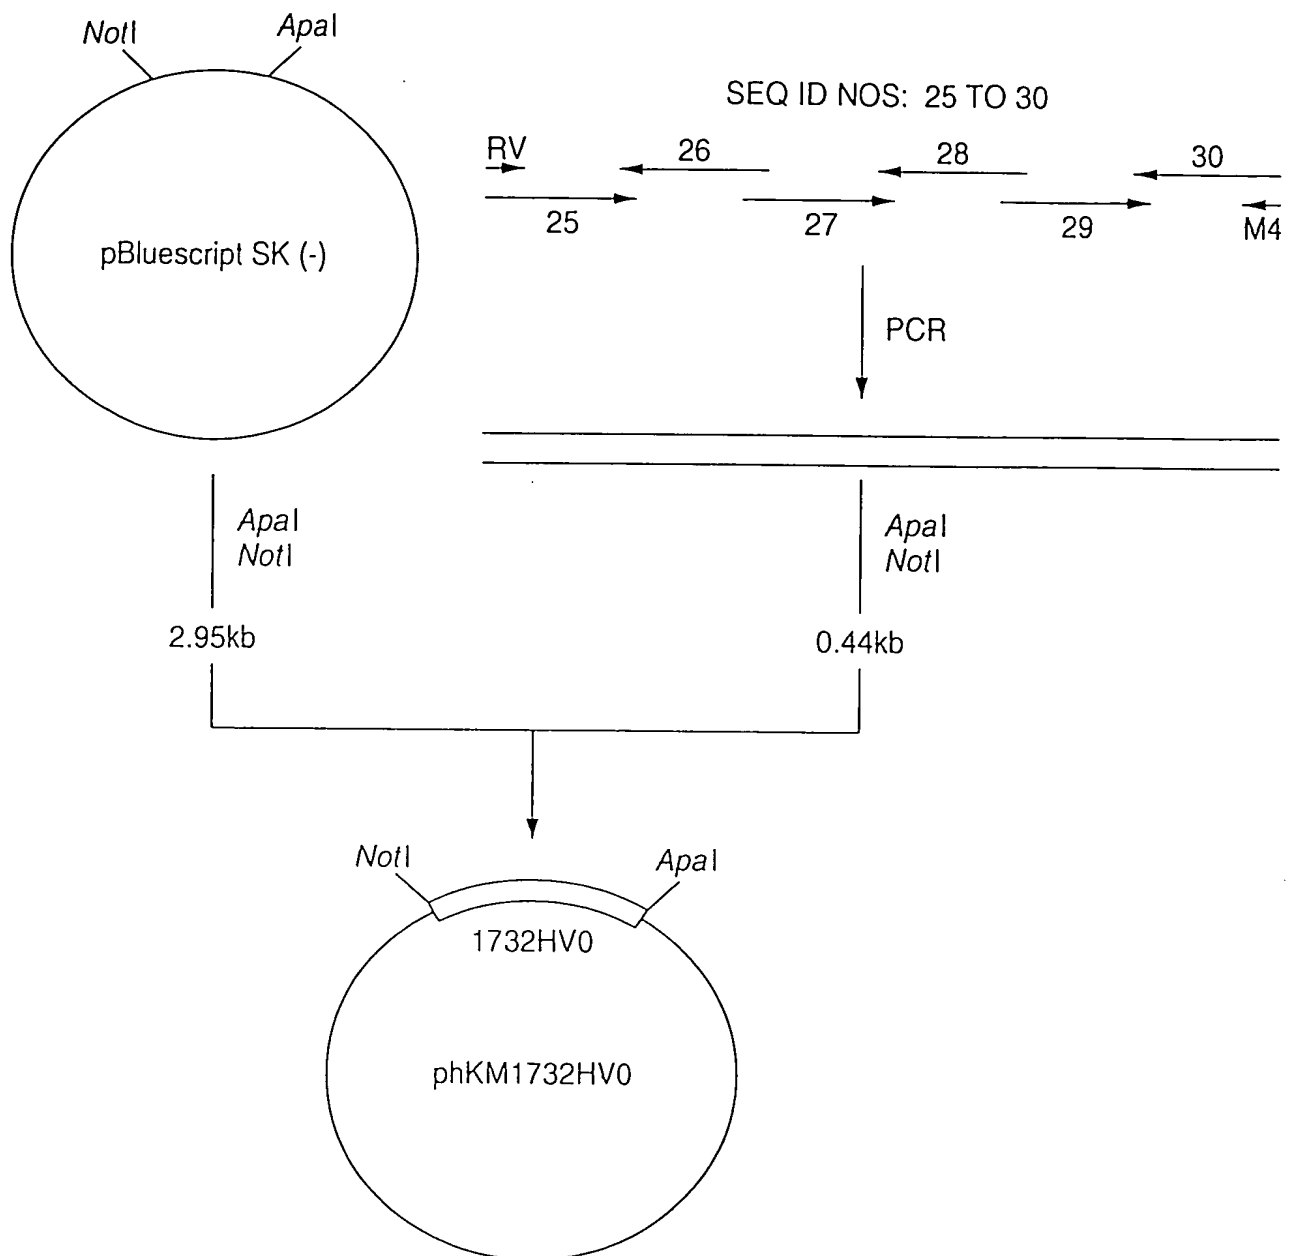 NotI
ApaI
pBluescript SK (-)
SEQ ID NOS: 25 TO 30
RV
26
28
30
25
27
29
M4
PCR
ApaI
NotI
ApaI
NotI
2.95kb
0.44kb
NotI
ApaI
1732HV0
phKM1732HV0